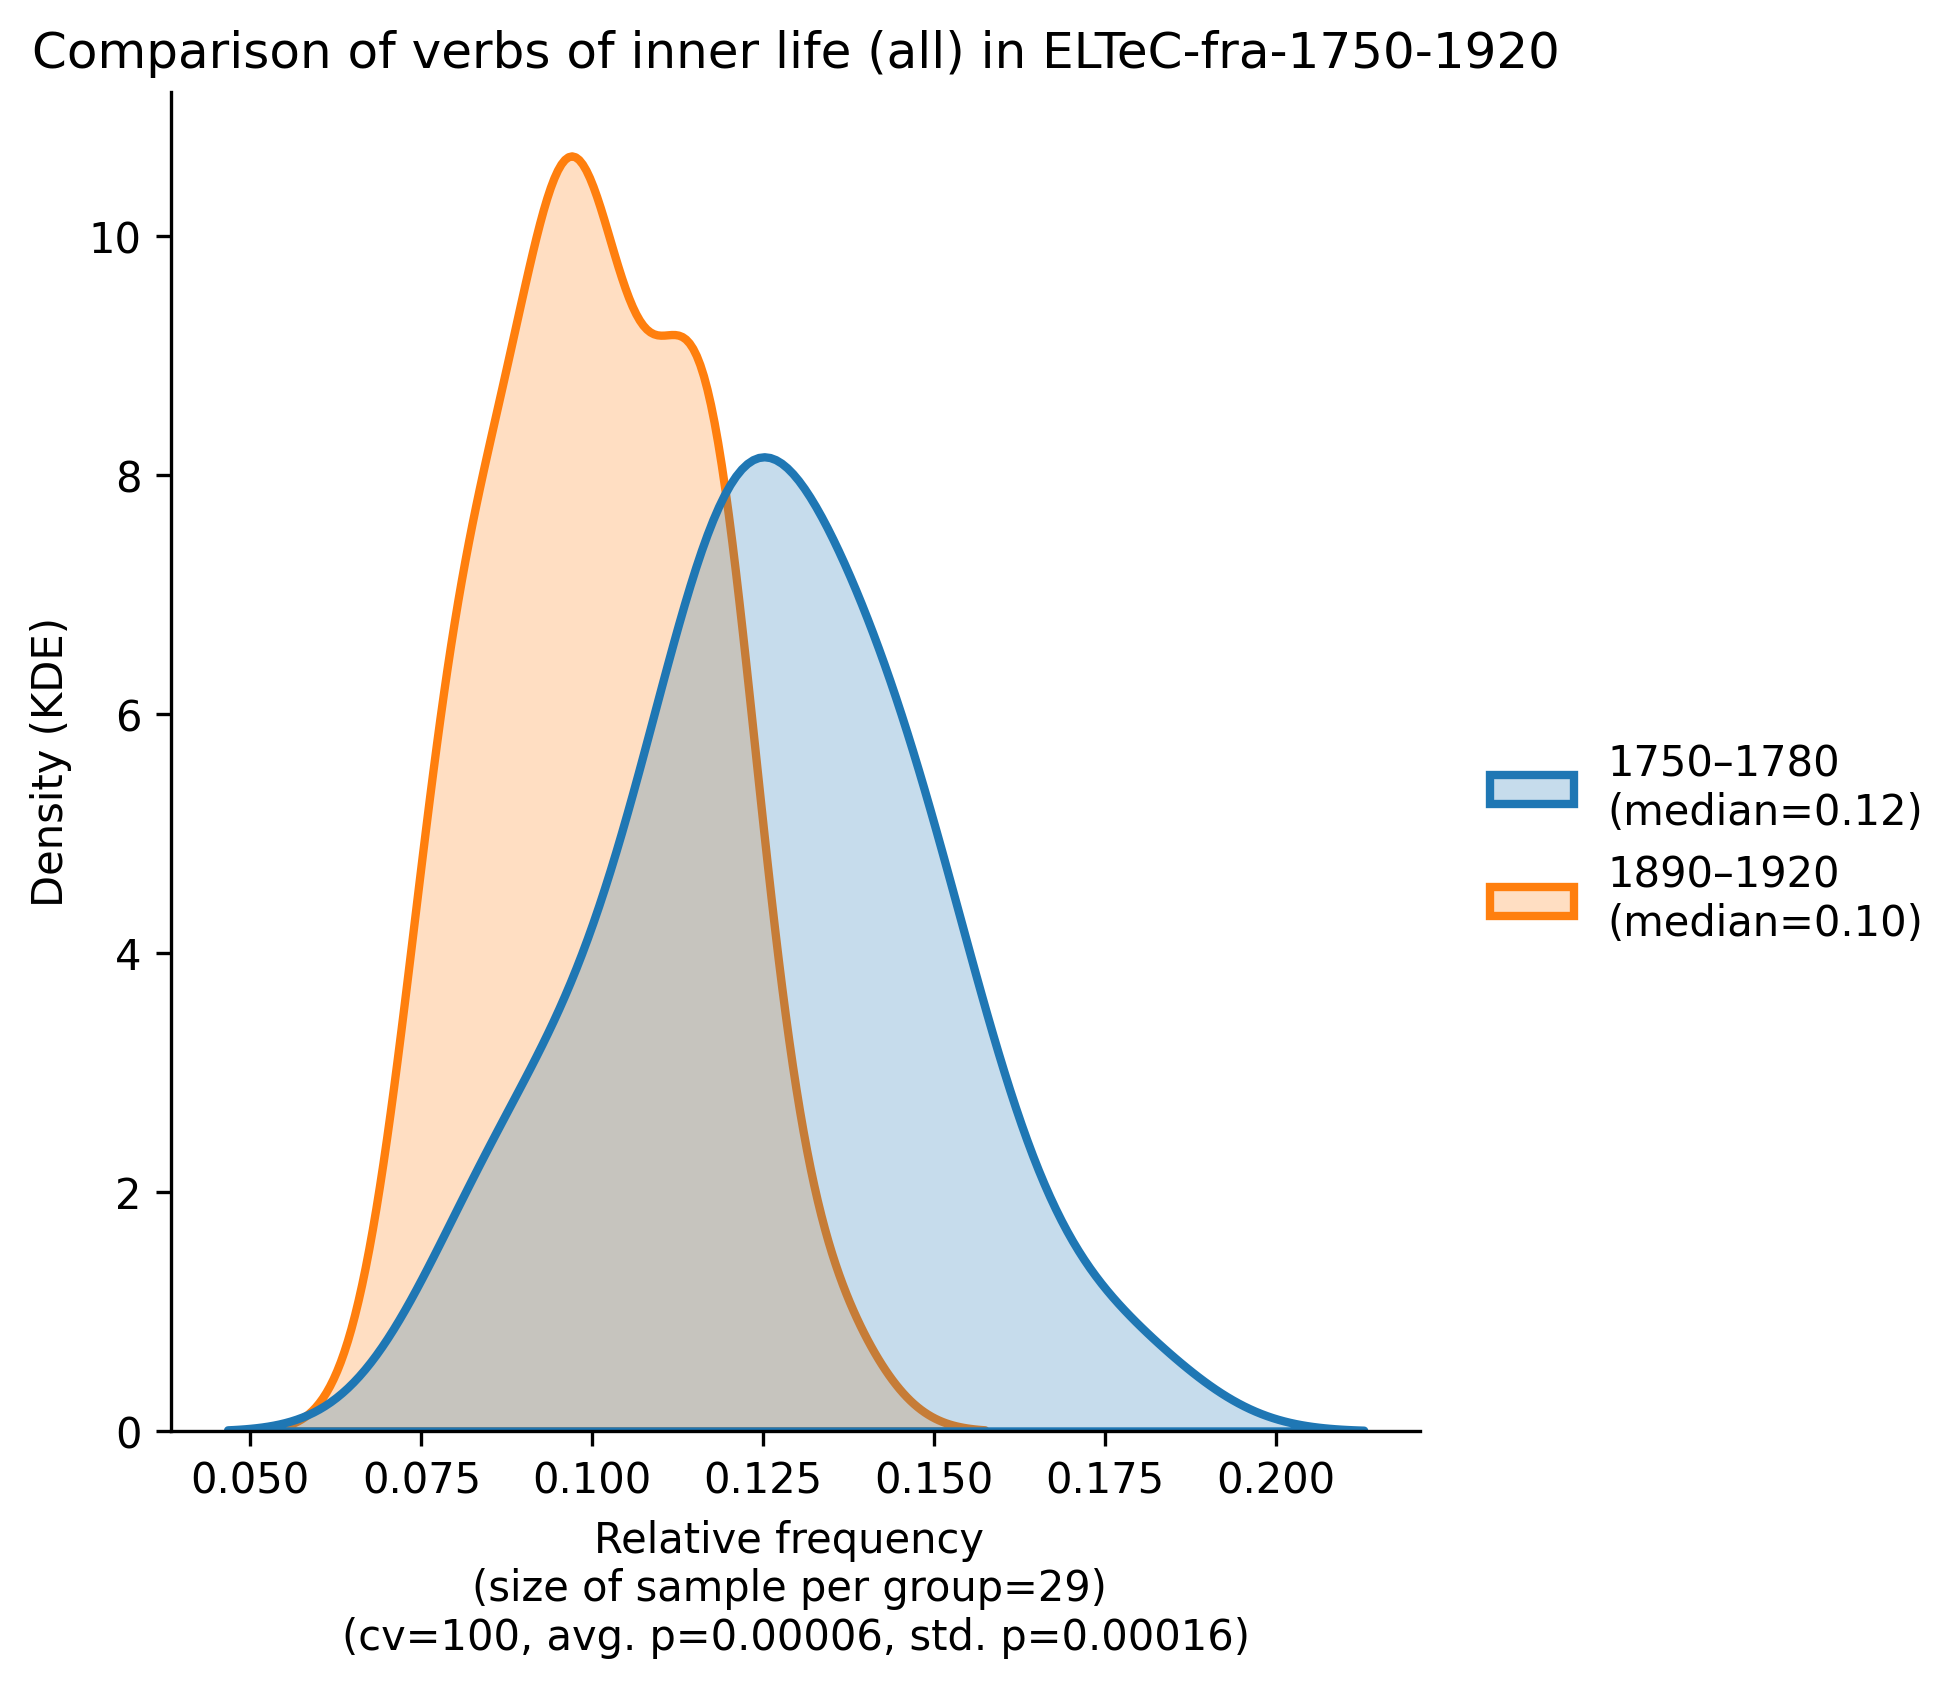 Comparison of verbs of inner life (all) in ELTeC-fra-1750-1920
Density (KDE)
10
8
6
4
2
0
0.050 0.075 0.100 0.125 0.150 0.175 0.200
Relative frequency
(size of sample per group=29)
(cv=100, avg. p=0.00006, std. p=0.00016)
1750–1780
(median=0.12)
1890–1920
(median=0.10)